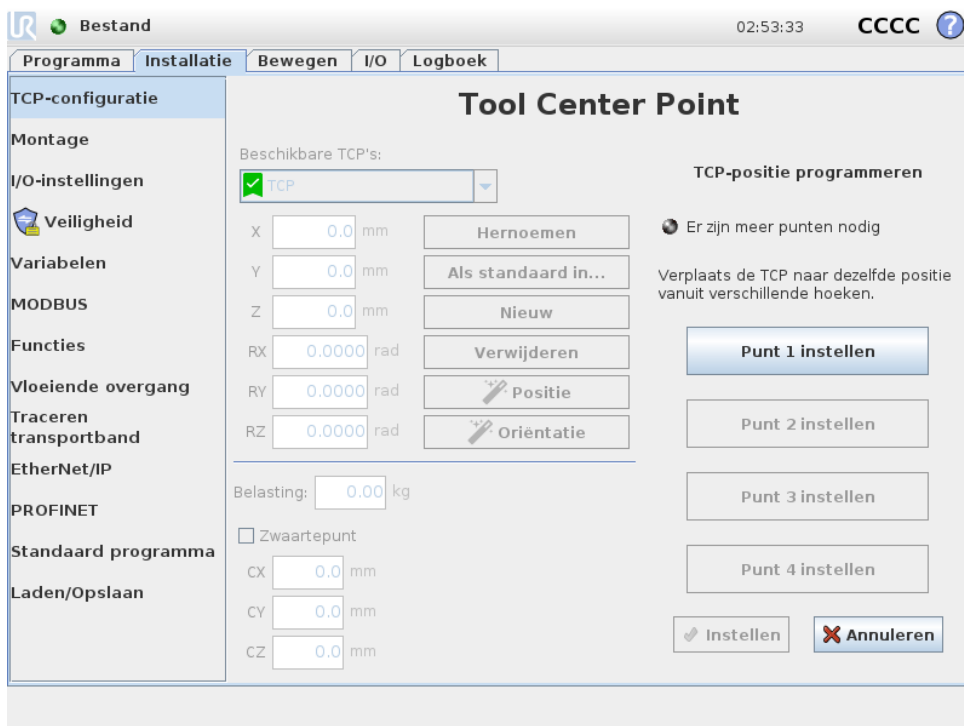 UR Bestand 02:53:33 CCCC ?
Programma Installatie Bewegen I/O Logboek
TCP-configuratie
Montage
I/O-instellingen
Veiligheid
Variabelen
MODBUS
Functies
Vloeiende overgang
Traceren
transportband
EtherNet/IP
PROFINET
Standaard programma
Laden/Opslaan
Tool Center Point
Beschikbare TCP's:
TCP
X 0.0 mm Hernoemen
Y 0.0 mm Als standaard in...
Z 0.0 mm Nieuw
RX 0.0000 rad Verwijderen
RY 0.0000 rad Positie
RZ 0.0000 rad Oriëntatie
Belasting: 0.00 kg
Zwaartepunt
CX 0.0 mm
CY 0.0 mm
CZ 0.0 mm
TCP-positie programmeren
Er zijn meer punten nodig
Verplaats de TCP naar dezelfde positie
vanuit verschillende hoeken.
Punt 1 instellen
Punt 2 instellen
Punt 3 instellen
Punt 4 instellen
Instellen Annuleren